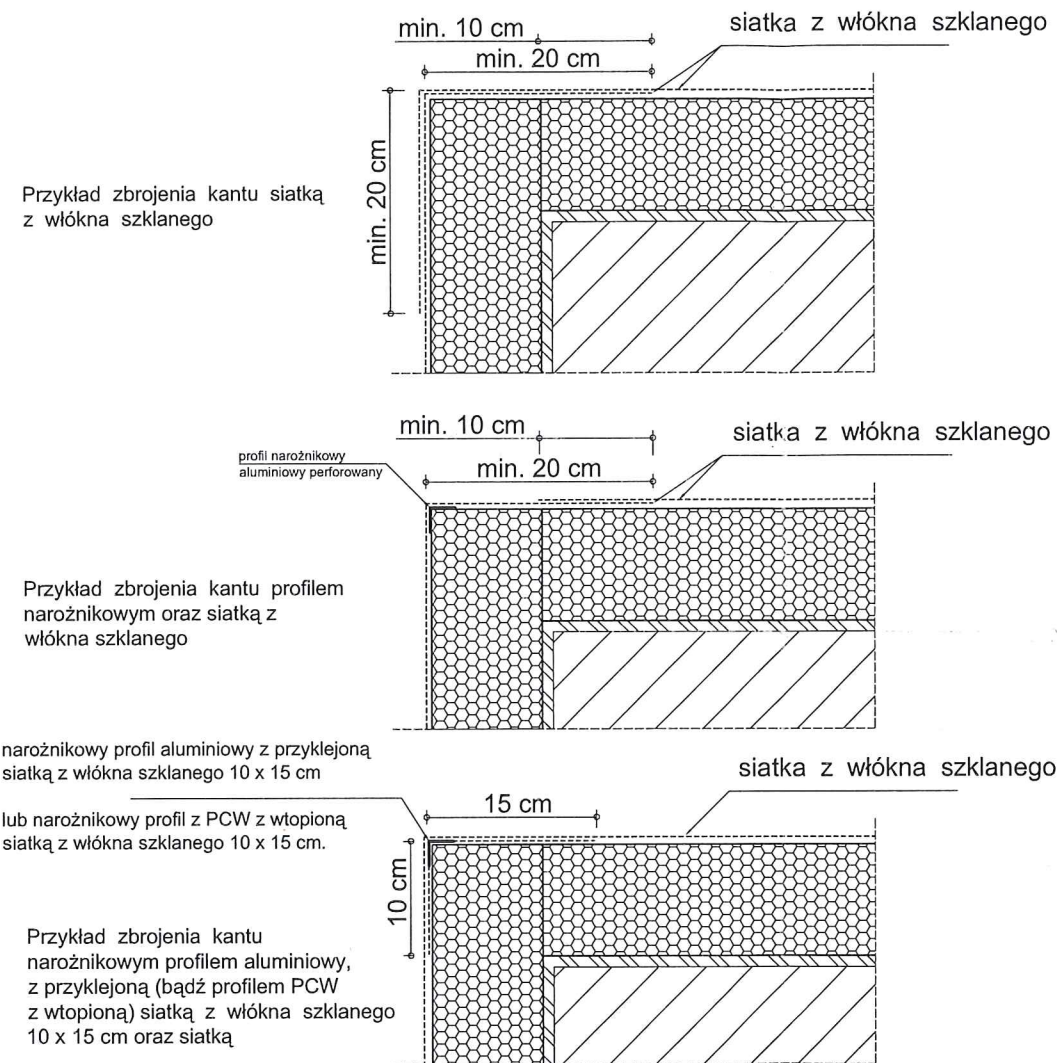 min. 10 cm
siatka z włókna szklanego
min. 20 cm
min. 20 cm
Przykład zbrojenia kantu siatką
z włókna szklanego
min. 10 cm
siatka z włókna szklanego
profil narożnikowy
aluminiowy perforowany
min. 20 cm
Przykład zbrojenia kantu profilem
narożnikowym oraz siatką z
włókna szklanego
narożnikowy profil aluminiowy z przyklejoną
siatką z włókna szklanego 10 x 15 cm
siatka z włókna szklanego
15 cm
lub narożnikowy profil z PCW z wtopioną
siatką z włókna szklanego 10 x 15 cm.
10 cm
Przykład zbrojenia kantu
narożnikowym profilem aluminiowy,
z przyklejoną (bądź profilem PCW
z wtopioną) siatką z włókna szklanego
10 x 15 cm oraz siatką